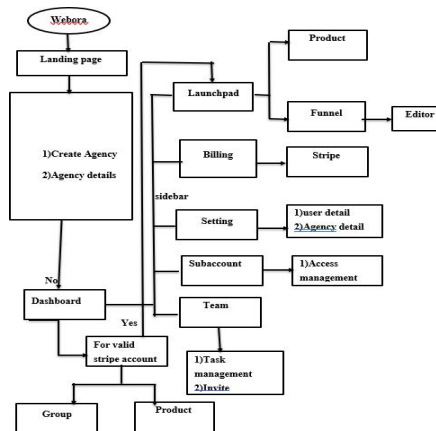 Webora
Landing page
1)Create Agency
2)Agency details
No
Dashboard
Yes
For valid
stripe account
Group
Product
sidebar
Launchpad
Product
Funnel
Editor
Billing
Stripe
Setting
1)user detail
2)Agency detail
Subaccount
1)Access
management
Team
1)Task
management
2)Invite